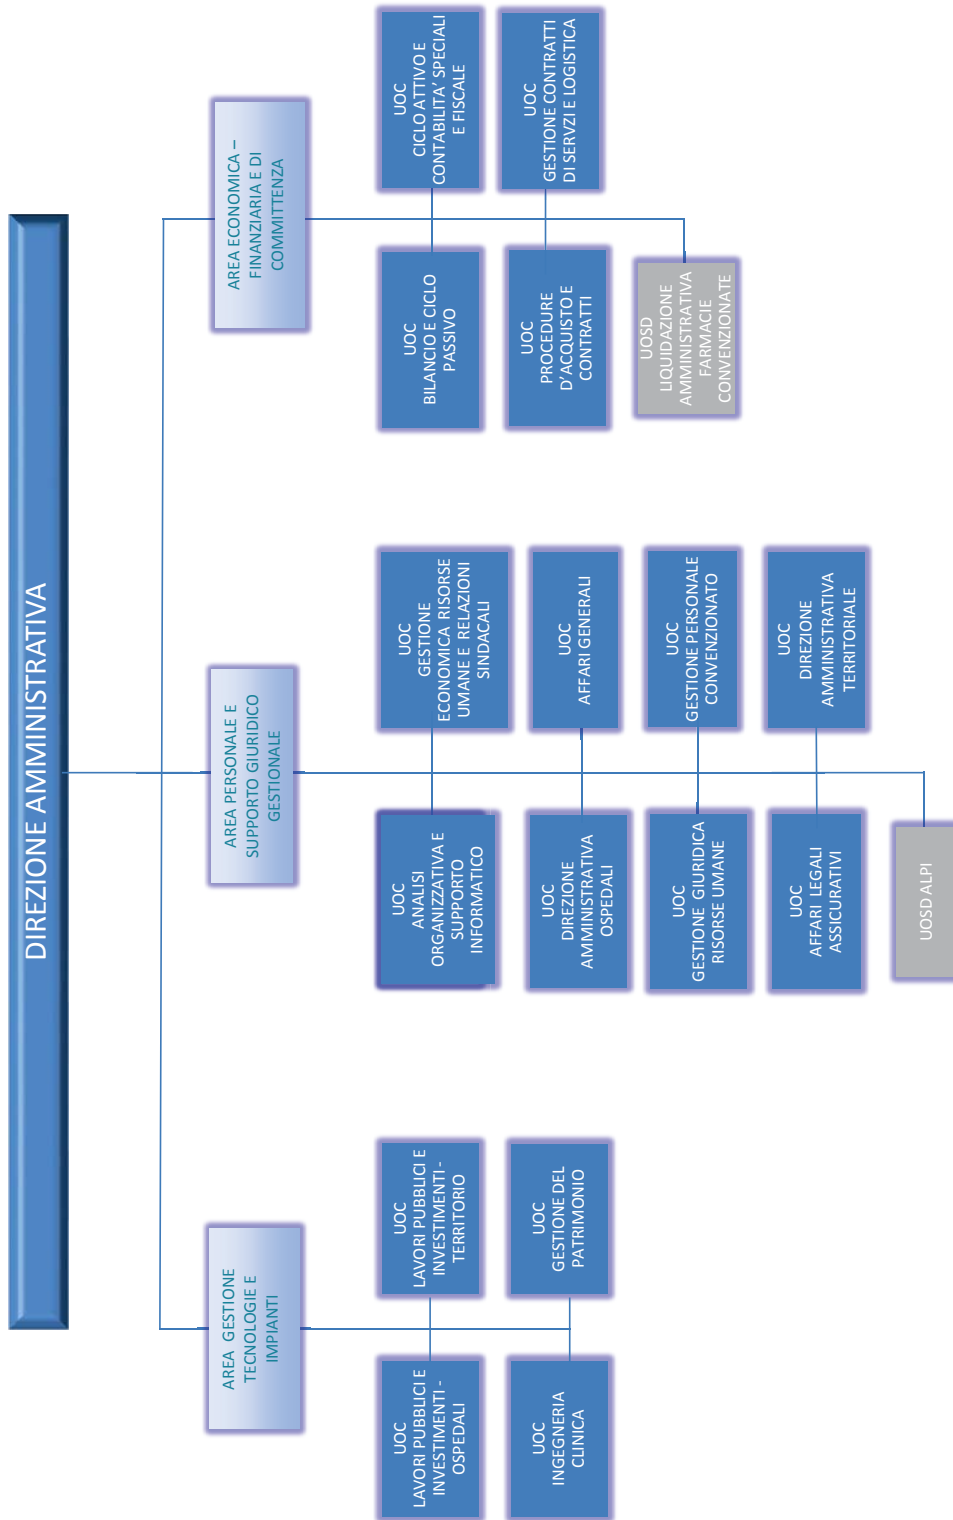 DIREZIONE AMMINISTRATIVA
AREA GESTIONE
TECNOLOGIE E
IMPIANTI
AREA PERSONALE E
SUPPORTO GIURIDICO
GESTIONALE
AREA ECONOMICA –
FINANZIARIA E DI
COMMITTENZA
UOC
LAVORI PUBBLICI E
INVESTIMENTI -
OSPEDALI
UOC
LAVORI PUBBLICI E
INVESTIMENTI -
TERRITORIO
UOC
INGEGNERIA
CLINICA
UOC
GESTIONE DEL
PATRIMONIO
UOC
ANALISI
ORGANIZZATIVA E
SUPPORTO
INFORMATICO
UOC
GESTIONE
ECONOMICA RISORSE
UMANE E RELAZIONI
SINDACALI
UOC
DIREZIONE
AMMINISTRATIVA
OSPEDALI
UOC
AFFARI GENERALI
UOC
GESTIONE GIURIDICA
RISORSE UMANE
UOC
GESTIONE PERSONALE
CONVENZIONATO
UOC
AFFARI LEGALI
ASSICURATIVI
UOC
DIREZIONE
AMMINISTRATIVA
TERRITORIALE
UOSD ALPI
UOC
BILANCIO E CICLO
PASSIVO
UOC
CICLO ATTIVO E
CONTABILITA' SPECIALI
E FISCALE
UOC
PROCEDURE
D'ACQUISTO E
CONTRATTI
UOC
GESTIONE CONTRATTI
DI SERVZI E LOGISTICA
UOSD
LIQUIDAZIONE
AMMINISTRATIVA
FARMACIE
CONVENZIONATE